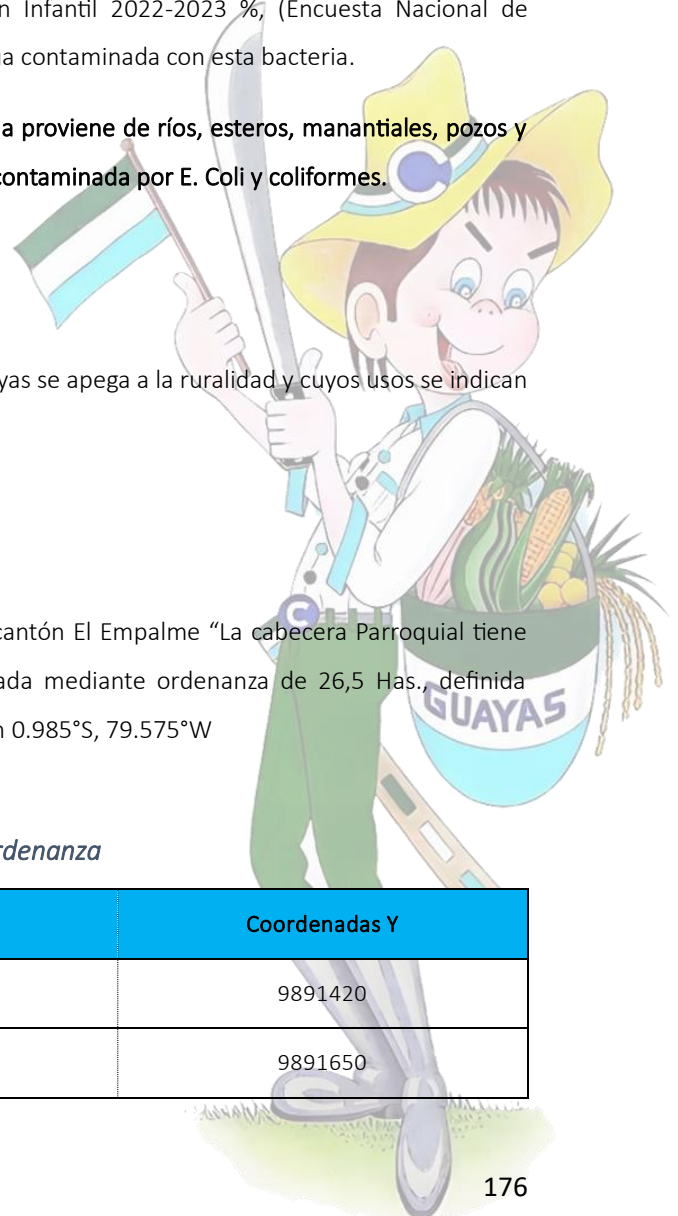 n Infantil 2022-2023 %, (Encuesta Nacional de
ua contaminada con esta bacteria.
a proviene de ríos, esteros, manantiales, pozos y
contaminada por E. Coli y coliformes.
yas se apega a la ruralidad y cuyos usos se indican
cantón El Empalme “La cabecera Parroquial tiene
ada mediante ordenanza de 26,5 Has., definida
n 0.985°S, 79.575°W
GUAYAS
rdenanza
Coordenadas Y
9891420
9891650
176